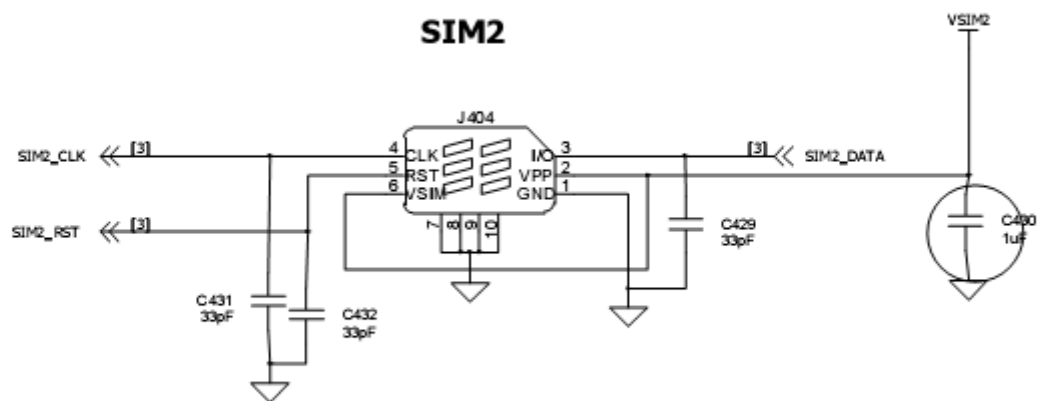 SIM2
VSIM2
J404
SIM2_CLK [3] 4 CLK I/O 3 [3] SIM2_DATA
5 RST VPP 2
6 VSIM GND 1
SIM2_RST [3] 7 8 9 10
C429
33pF
C430
1uF
C431
33pF
C432
33pF